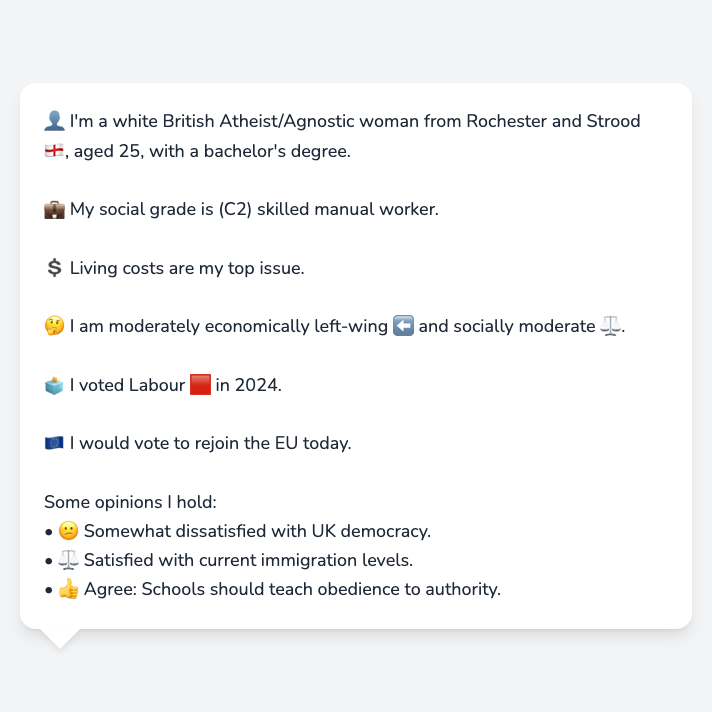 👤 I'm a white British Atheist/Agnostic woman from Rochester and Strood
🏴󠁧󠁢󠁥󠁮󠁧󠁿, aged 25, with a bachelor's degree.
💼 My social grade is (C2) skilled manual worker.
💲 Living costs are my top issue.
🤔 I am moderately economically left-wing ⬅️ and socially moderate ⚖️.
🗳️ I voted Labour 🟥 in 2024.
🇪🇺 I would vote to rejoin the EU today.
Some opinions I hold:
• 🙁 Somewhat dissatisfied with UK democracy.
• ⚖️ Satisfied with current immigration levels.
• 👍 Agree: Schools should teach obedience to authority.